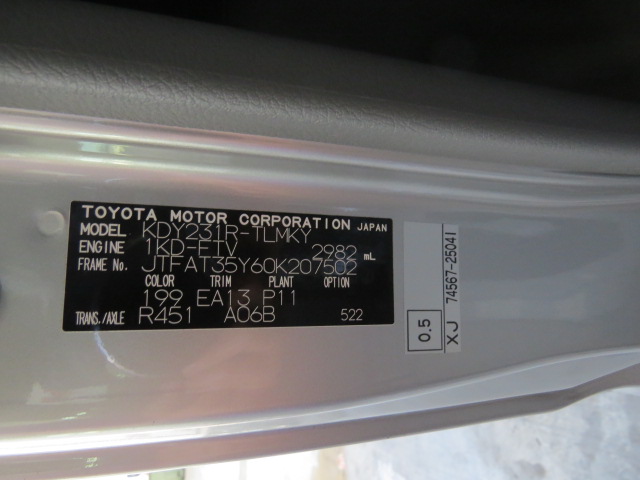 TOYOTA MOTOR CORPORATION JAPAN
MODEL KDY231R-TLMKY
ENGINE 1KD-FTV 2982 mL
FRAME No. JTFAT35Y60K207502
COLOR TRIM PLANT OPTION
199 EA13 P11
TRANS./AXLE R451 A06B 522
0.5
XJ 74567-25041